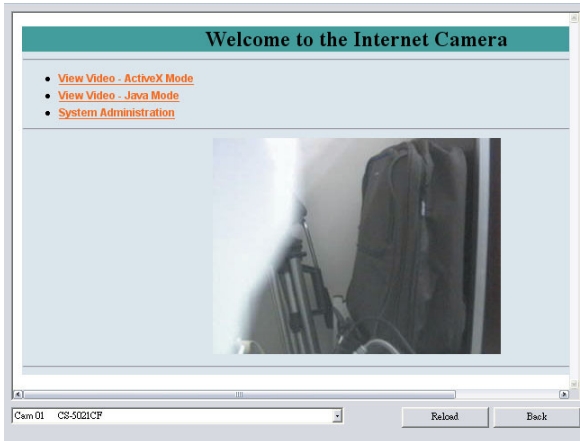 Welcome to the Internet Camera
View Video - ActiveX Mode
View Video - Java Mode
System Administration
Cam 01 CS-5021CF Reload Back